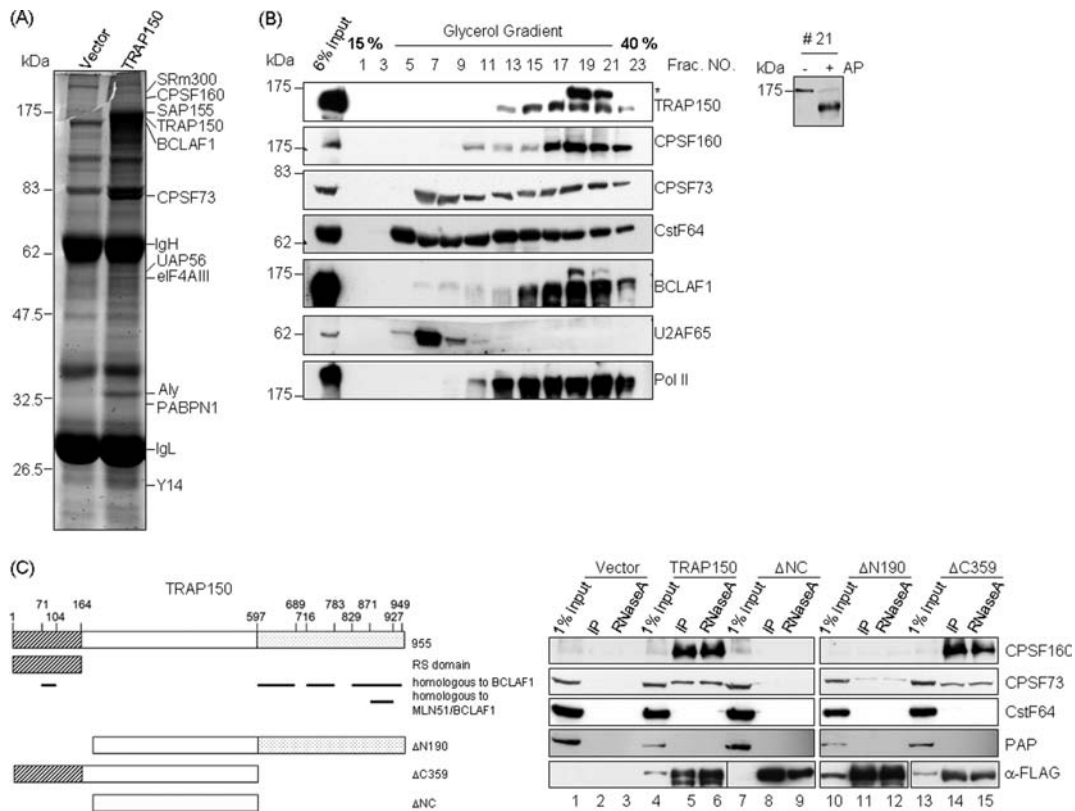 (A)
Vector
TRAP150
kDa
175
83
62
47.5
32.5
26.5
SRm300
CPSF160
SAP155
TRAP150
BCLAF1
CPSF73
IgH
UAP56
eIF4AIII
Aly
PABPN1
IgL
Y14
(B)
Glycerol Gradient
6% Input
15 %
40 %
kDa
1 3 5 7 9 11 13 15 17 19 21 23 Frac. NO.
175
*
TRAP150
175
CPSF160
83
CPSF73
62
CstF64
175
BCLAF1
62
U2AF65
175
Pol II
# 21
kDa - + AP
175
(C)
TRAP150
71 164 689 783 871 949
1 104 597 716 829 927
955
RS domain
homologous to BCLAF1
homologous to
MLN51/BCLAF1
ΔN190
ΔC359
ΔNC
Vector TRAP150 ΔNC ΔN190 ΔC359
1% Input IP RNaseA 1% Input IP RNaseA 1% Input IP RNaseA 1% Input IP RNaseA 1% Input IP RNaseA
CPSF160
CPSF73
CstF64
PAP
α-FLAG
1 2 3 4 5 6 7 8 9 10 11 12 13 14 15